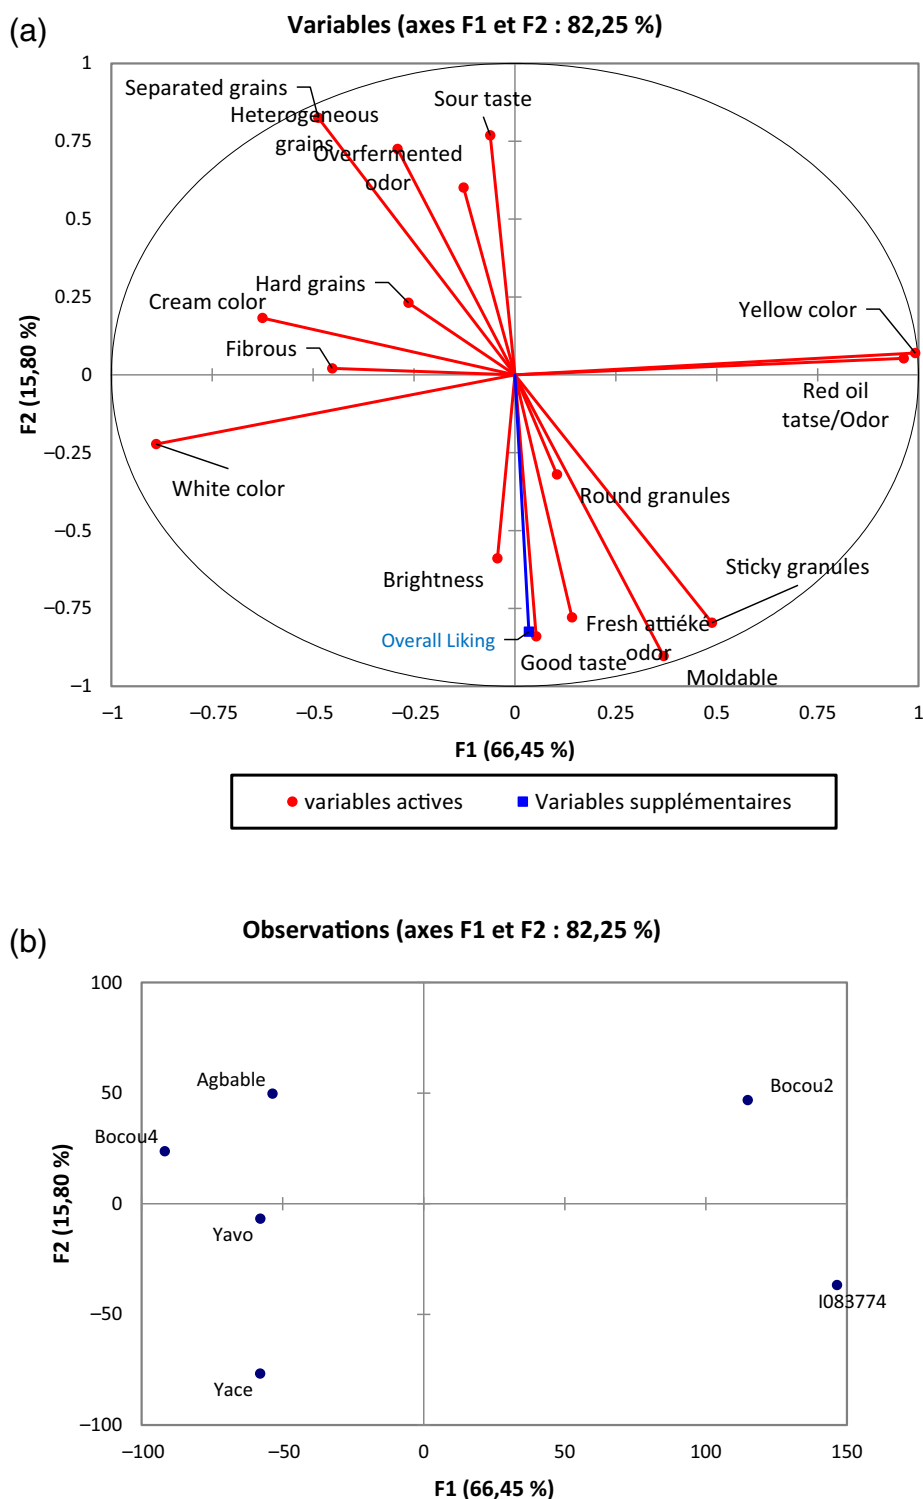 (a)
Variables (axes F1 et F2 : 82,25 %)
1
Separated grains
Sour taste
Heterogeneous
grains
0.75
Overfermented
odor
0.5
Hard grains
0.25
Cream color
Yellow color
Fibrous
0
Red oil
tatse/Odor
F2 (15,80 %)
–0.25
White color
Round granules
–0.5
Sticky granules
Brightness
–0.75
Fresh attiéké
odor
Overall Liking
Good taste
Moldable
–1
–1 –0.75 –0.5 –0.25 0 0.25 0.5 0.75 1
F1 (66,45 %)
variables actives Variables supplémentaires
(b)
Observations (axes F1 et F2 : 82,25 %)
100
Agbable
Bocou2
50
Bocou4
0
Yavo
F2 (15,80 %)
I083774
–50
Yace
–100
–100 –50 0 50 100 150
F1 (66,45 %)